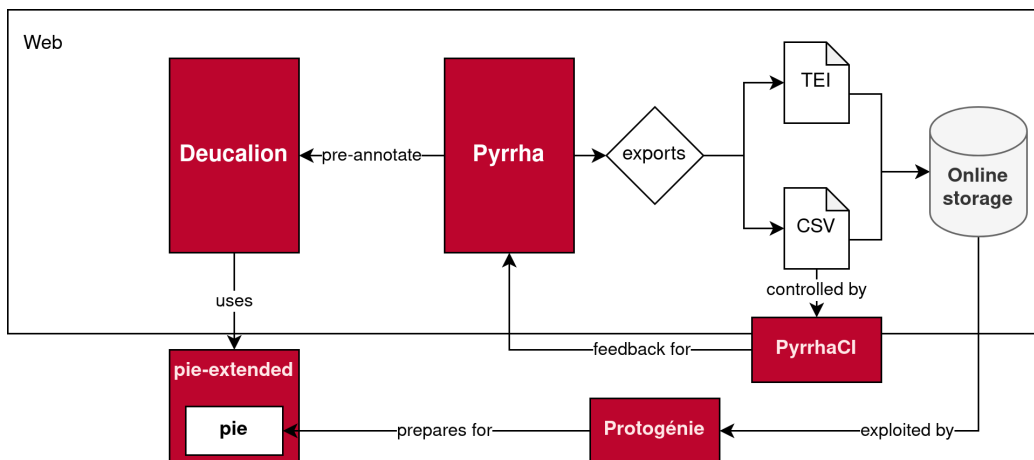 Web
Deucalion
pre-annotate
Pyrrha
exports
TEI
CSV
Online
storage
uses
controlled by
PyrrhaCI
feedback for
pie-extended
pie
prepares for
Protogénie
exploited by